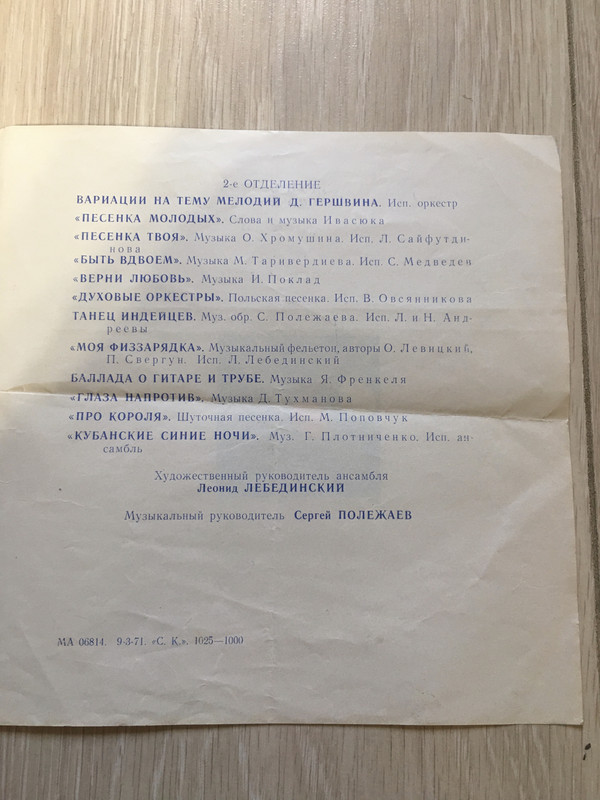 2-е ОТДЕЛЕНИЕ
ВАРИАЦИИ НА ТЕМУ МЕЛОДИЙ Д. ГЕРШВИНА. Исп. оркестр
«ПЕСЕНКА МОЛОДЫХ». Слова и музыка Ивасюка
«ПЕСЕНКА ТВОЯ». Музыка О. Хромушина. Исп. Л. Сайфутди-
нова
«БЫТЬ ВДВОЕМ». Музыка М. Таривердиева. Исп. С. Медведев
«ВЕРНИ ЛЮБОВЬ». Музыка И. Поклад
«ДУХОВЫЕ ОРКЕСТРЫ». Польская песенка. Исп. В. Овсянникова
ТАНЕЦ ИНДЕЙЦЕВ. Муз. обр. С. Полежаева. Исп. Л. и Н. Анд-
реевы
«МОЯ ФИЗЗАРЯДКА». Музыкальный фельетон, авторы О. Левицкий,
П. Свергун. Исп. Л. Лебединский
БАЛЛАДА О ГИТАРЕ И ТРУБЕ. Музыка Я. Френкеля
«ГЛАЗА НАПРОТИВ». Музыка Д. Тухманова
«ПРО КОРОЛЯ». Шуточная песенка. Исп. М. Поповчук
«КУБАНСКИЕ СИНИЕ НОЧИ». Муз. Г. Плотниченко. Исп. ан-
самбль
Художественный руководитель ансамбля
Леонид ЛЕБЕДИНСКИЙ
Музыкальный руководитель Сергей ПОЛЕЖАЕВ
МА 06814. 9-3-71. «С. К.». 1025—1000